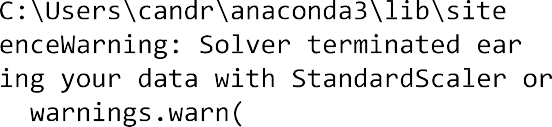 C:\Users\candr\anaconda3\lib\site
enceWarning: Solver terminated ear
ing your data with StandardScaler or
warnings.warn(